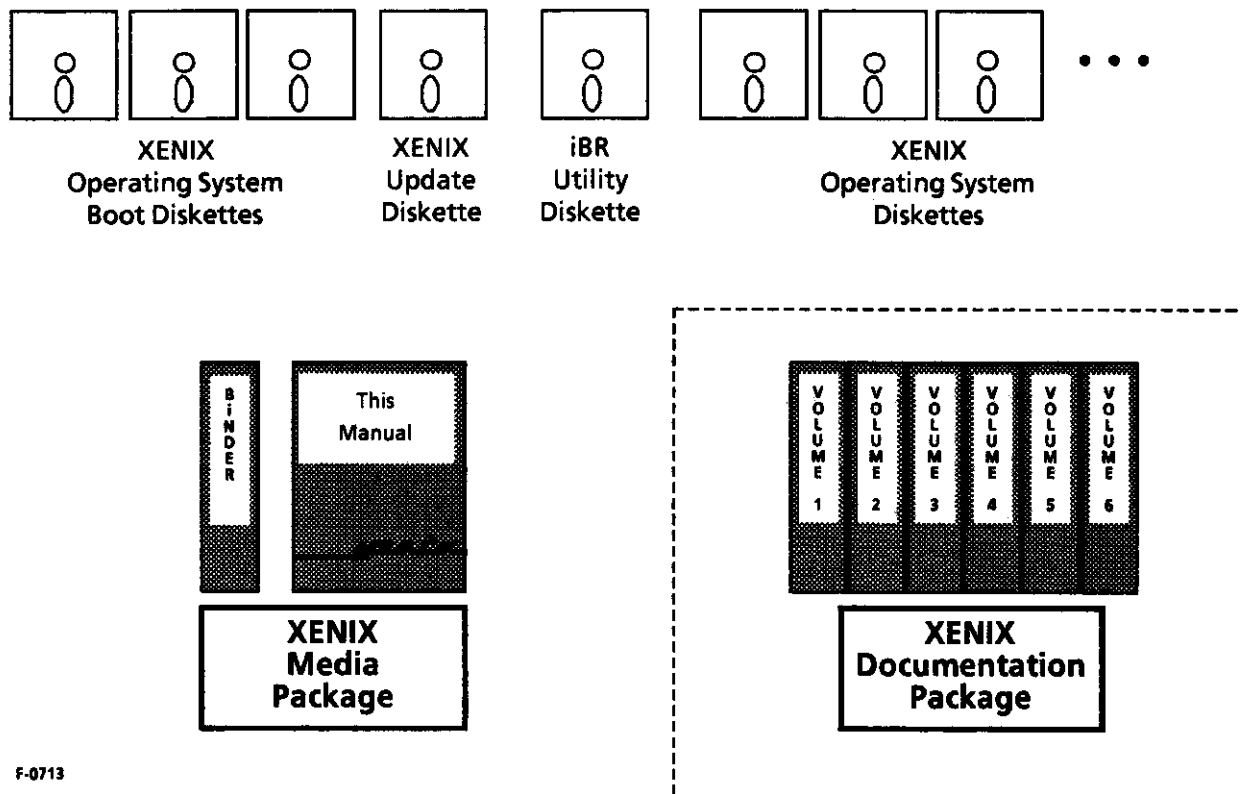 XENIX
Operating System
Boot Diskettes
XENIX
Update
Diskette
iBR
Utility
Diskette
XENIX
Operating System
Diskettes
BiNDER
This
Manual
VOLUME 1
VOLUME 2
VOLUME 3
VOLUME 4
VOLUME 5
VOLUME 6
XENIX
Media
Package
XENIX
Documentation
Package
F-0713